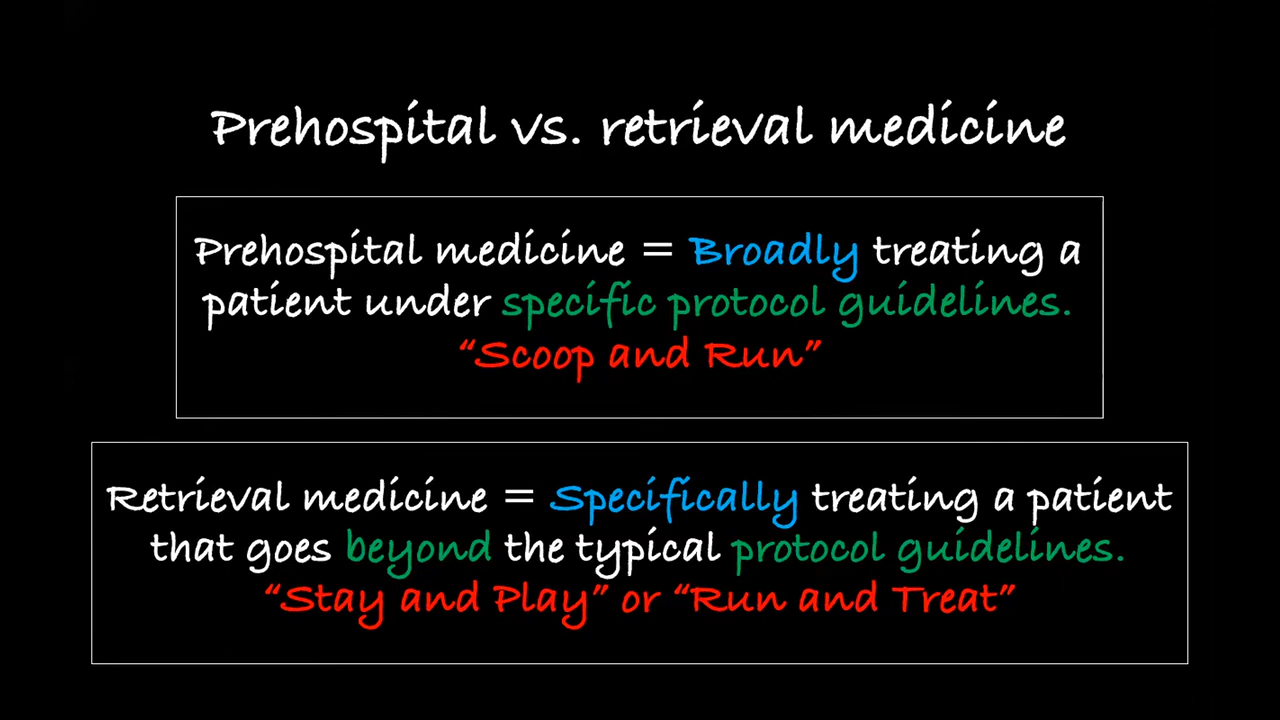 Prehospital vs. retrieval medicine
Prehospital medicine = Broadly treating a
patient under specific protocol guidelines.
“Scoop and Run”
Retrieval medicine = Specifically treating a patient
that goes beyond the typical protocol guidelines.
“Stay and Play” or “Run and Treat”